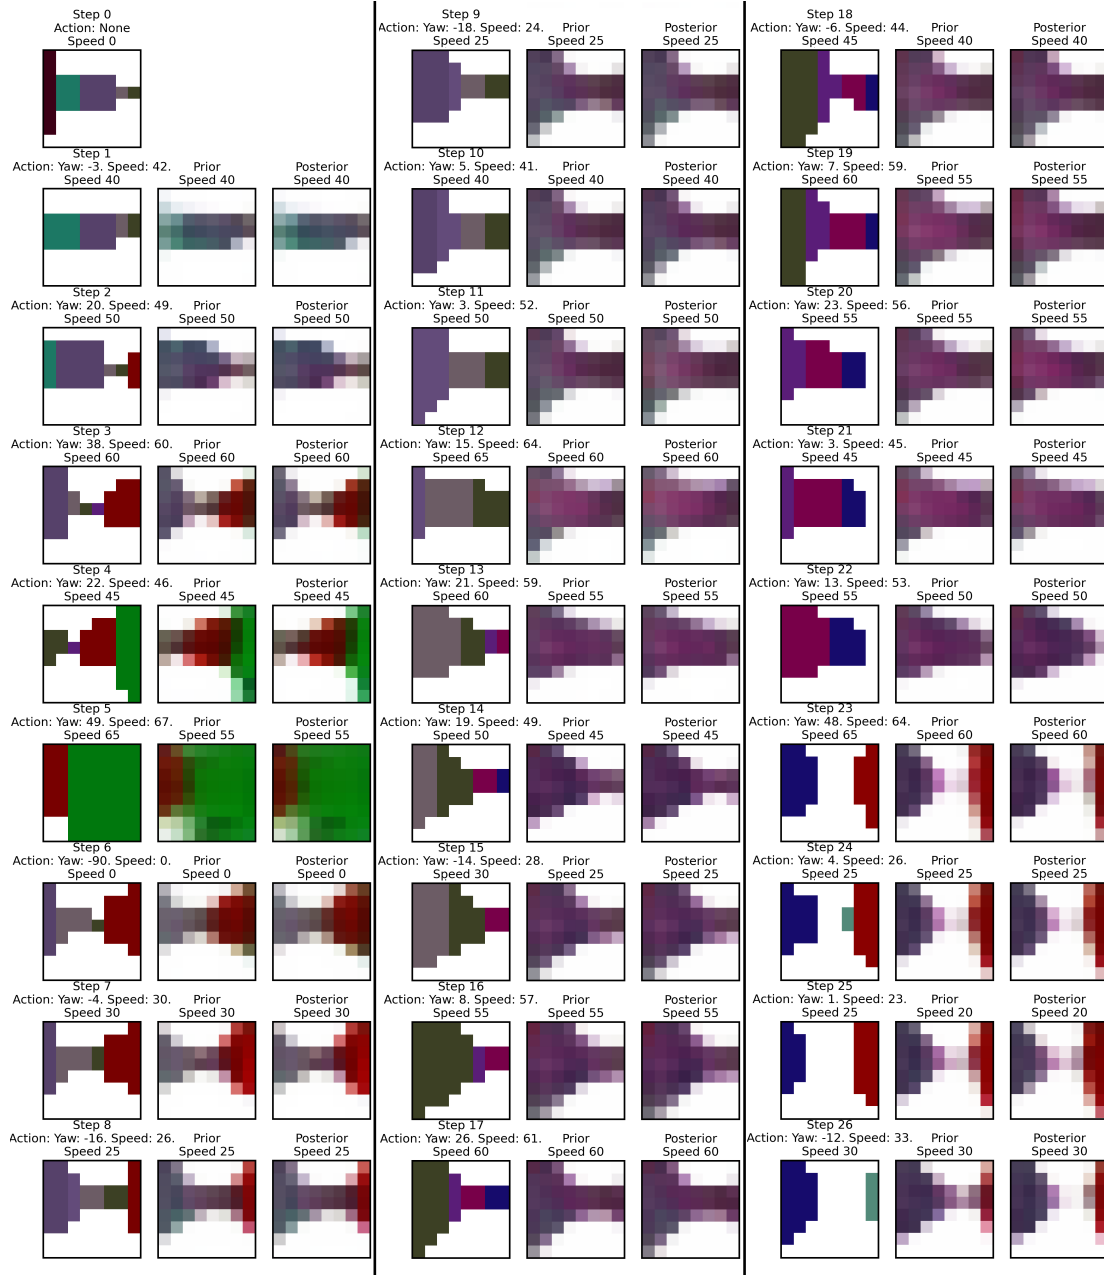 Step 0
Action: None
Speed 0
Step 1
Action: Yaw: -3. Speed: 42. Prior Posterior
Speed 40 Speed 40 Speed 40
Step 2
Action: Yaw: 20. Speed: 49. Prior Posterior
Speed 50 Speed 50 Speed 50
Step 3
Action: Yaw: 38. Speed: 60. Prior Posterior
Speed 60 Speed 60 Speed 60
Step 4
Action: Yaw: 22. Speed: 46. Prior Posterior
Speed 45 Speed 45 Speed 45
Step 5
Action: Yaw: 49. Speed: 67. Prior Posterior
Speed 65 Speed 55 Speed 55
Step 6
Action: Yaw: -90. Speed: 0. Prior Posterior
Speed 0 Speed 0 Speed 0
Step 7
Action: Yaw: -4. Speed: 30. Prior Posterior
Speed 30 Speed 30 Speed 30
Step 8
Action: Yaw: -16. Speed: 26. Prior Posterior
Speed 25 Speed 25 Speed 25
Step 9
Action: Yaw: -18. Speed: 24. Prior Posterior
Speed 25 Speed 25 Speed 25
Step 10
Action: Yaw: 5. Speed: 41. Prior Posterior
Speed 40 Speed 40 Speed 40
Step 11
Action: Yaw: 3. Speed: 52. Prior Posterior
Speed 50 Speed 50 Speed 50
Step 12
Action: Yaw: 15. Speed: 64. Prior Posterior
Speed 65 Speed 60 Speed 60
Step 13
Action: Yaw: 21. Speed: 59. Prior Posterior
Speed 60 Speed 55 Speed 55
Step 14
Action: Yaw: 19. Speed: 49. Prior Posterior
Speed 50 Speed 45 Speed 45
Step 15
Action: Yaw: -14. Speed: 28. Prior Posterior
Speed 30 Speed 25 Speed 25
Step 16
Action: Yaw: 8. Speed: 57. Prior Posterior
Speed 55 Speed 55 Speed 55
Step 17
Action: Yaw: 26. Speed: 61. Prior Posterior
Speed 60 Speed 60 Speed 60
Step 18
Action: Yaw: -6. Speed: 44. Prior Posterior
Speed 45 Speed 40 Speed 40
Step 19
Action: Yaw: 7. Speed: 59. Prior Posterior
Speed 60 Speed 55 Speed 55
Step 20
Action: Yaw: 23. Speed: 56. Prior Posterior
Speed 55 Speed 55 Speed 55
Step 21
Action: Yaw: 3. Speed: 45. Prior Posterior
Speed 45 Speed 45 Speed 45
Step 22
Action: Yaw: 13. Speed: 53. Prior Posterior
Speed 55 Speed 50 Speed 50
Step 23
Action: Yaw: 48. Speed: 64. Prior Posterior
Speed 65 Speed 60 Speed 60
Step 24
Action: Yaw: 4. Speed: 26. Prior Posterior
Speed 25 Speed 25 Speed 25
Step 25
Action: Yaw: 1. Speed: 23. Prior Posterior
Speed 25 Speed 20 Speed 20
Step 26
Action: Yaw: -12. Speed: 33. Prior Posterior
Speed 30 Speed 30 Speed 30